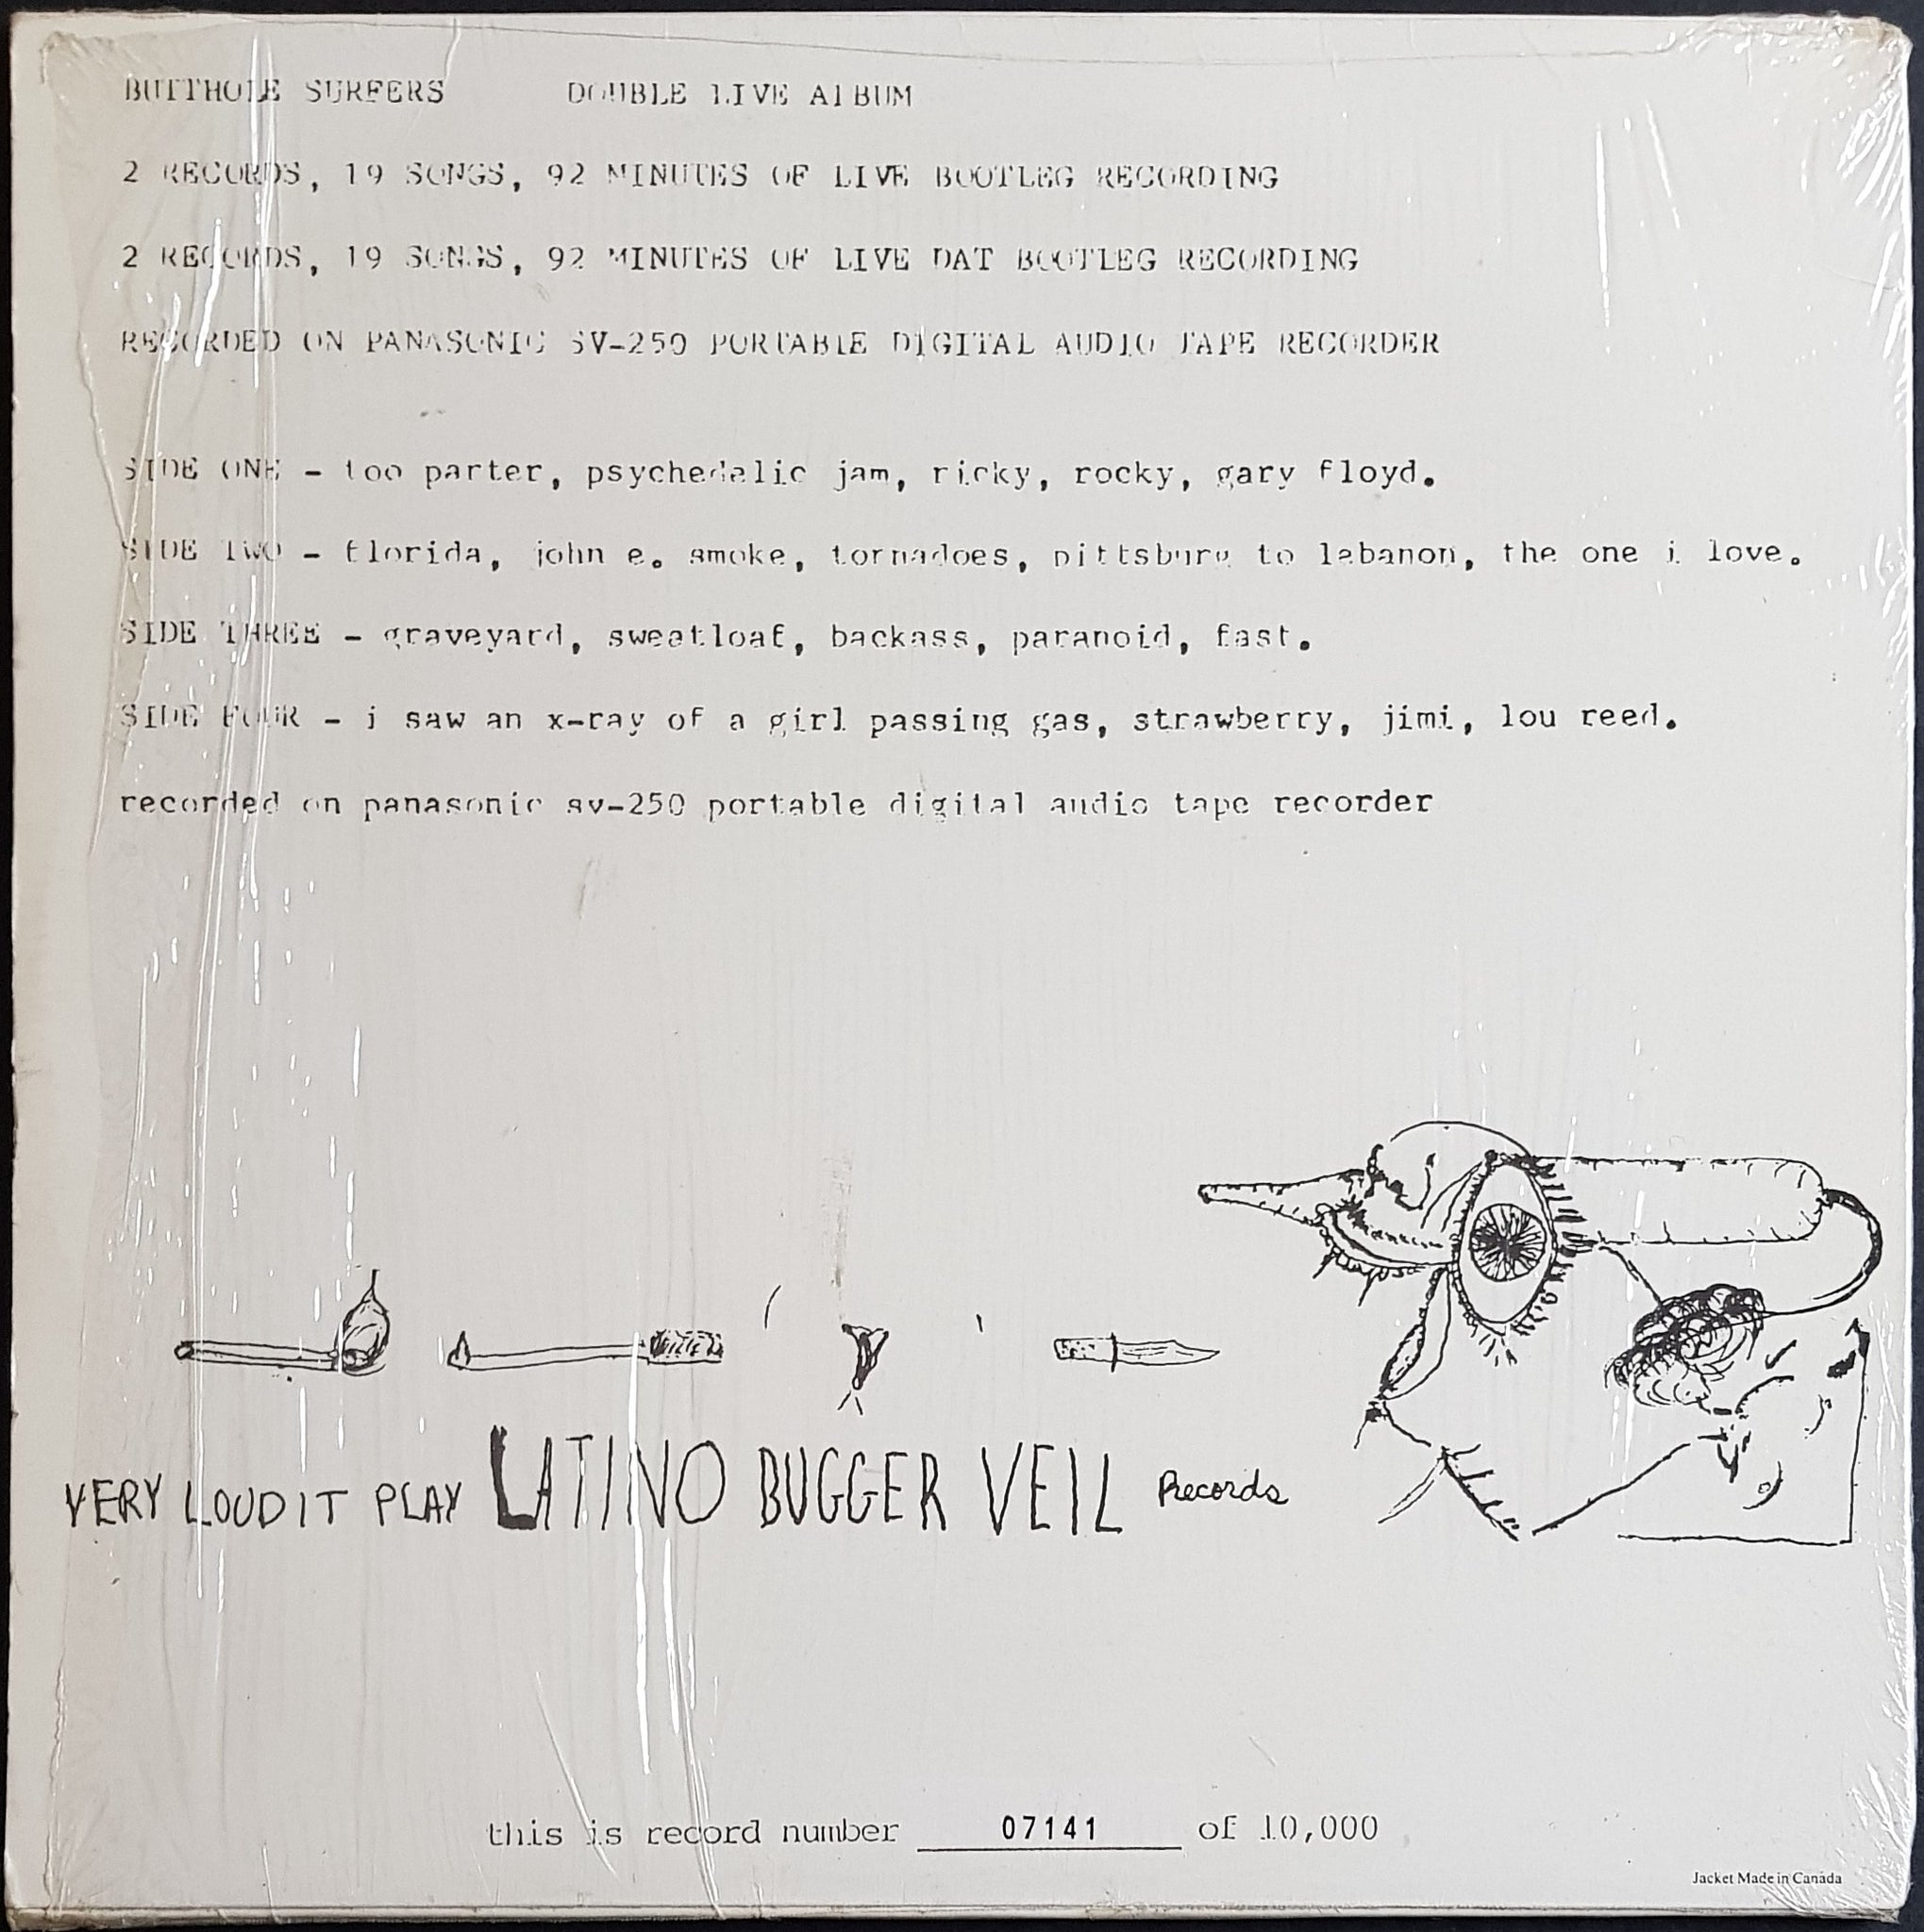 BUTTHOLE SURFERS DOUBLE LIVE ALBUM
2 RECORDS, 19 SONGS, 92 MINUTES OF LIVE BOOTLEG RECORDING
2 RECORDS, 19 SONGS, 92 MINUTES OF LIVE DAT BOOTLEG RECORDING
RECORDED ON PANASONIC SV-250 PORTABLE DIGITAL AUDIO TAPE RECORDER
SIDE ONE - too parter, psychedelic jam, ricky, rocky, gary floyd.
SIDE TWO - florida, john e. smoke, tornadoes, pittsburg to lebanon, the one i love.
SIDE THREE - graveyard, sweatloaf, backass, paranoid, fast.
SIDE FOUR - i saw an x-ray of a girl passing gas, strawberry, jimi, lou reed.
recorded on panasonic sv-250 portable digital audio tape recorder
VERY LOUD IT PLAY LATINO BUGGER VEIL Records
this is record number 07141 of 10,000
Jacket Made in Canada